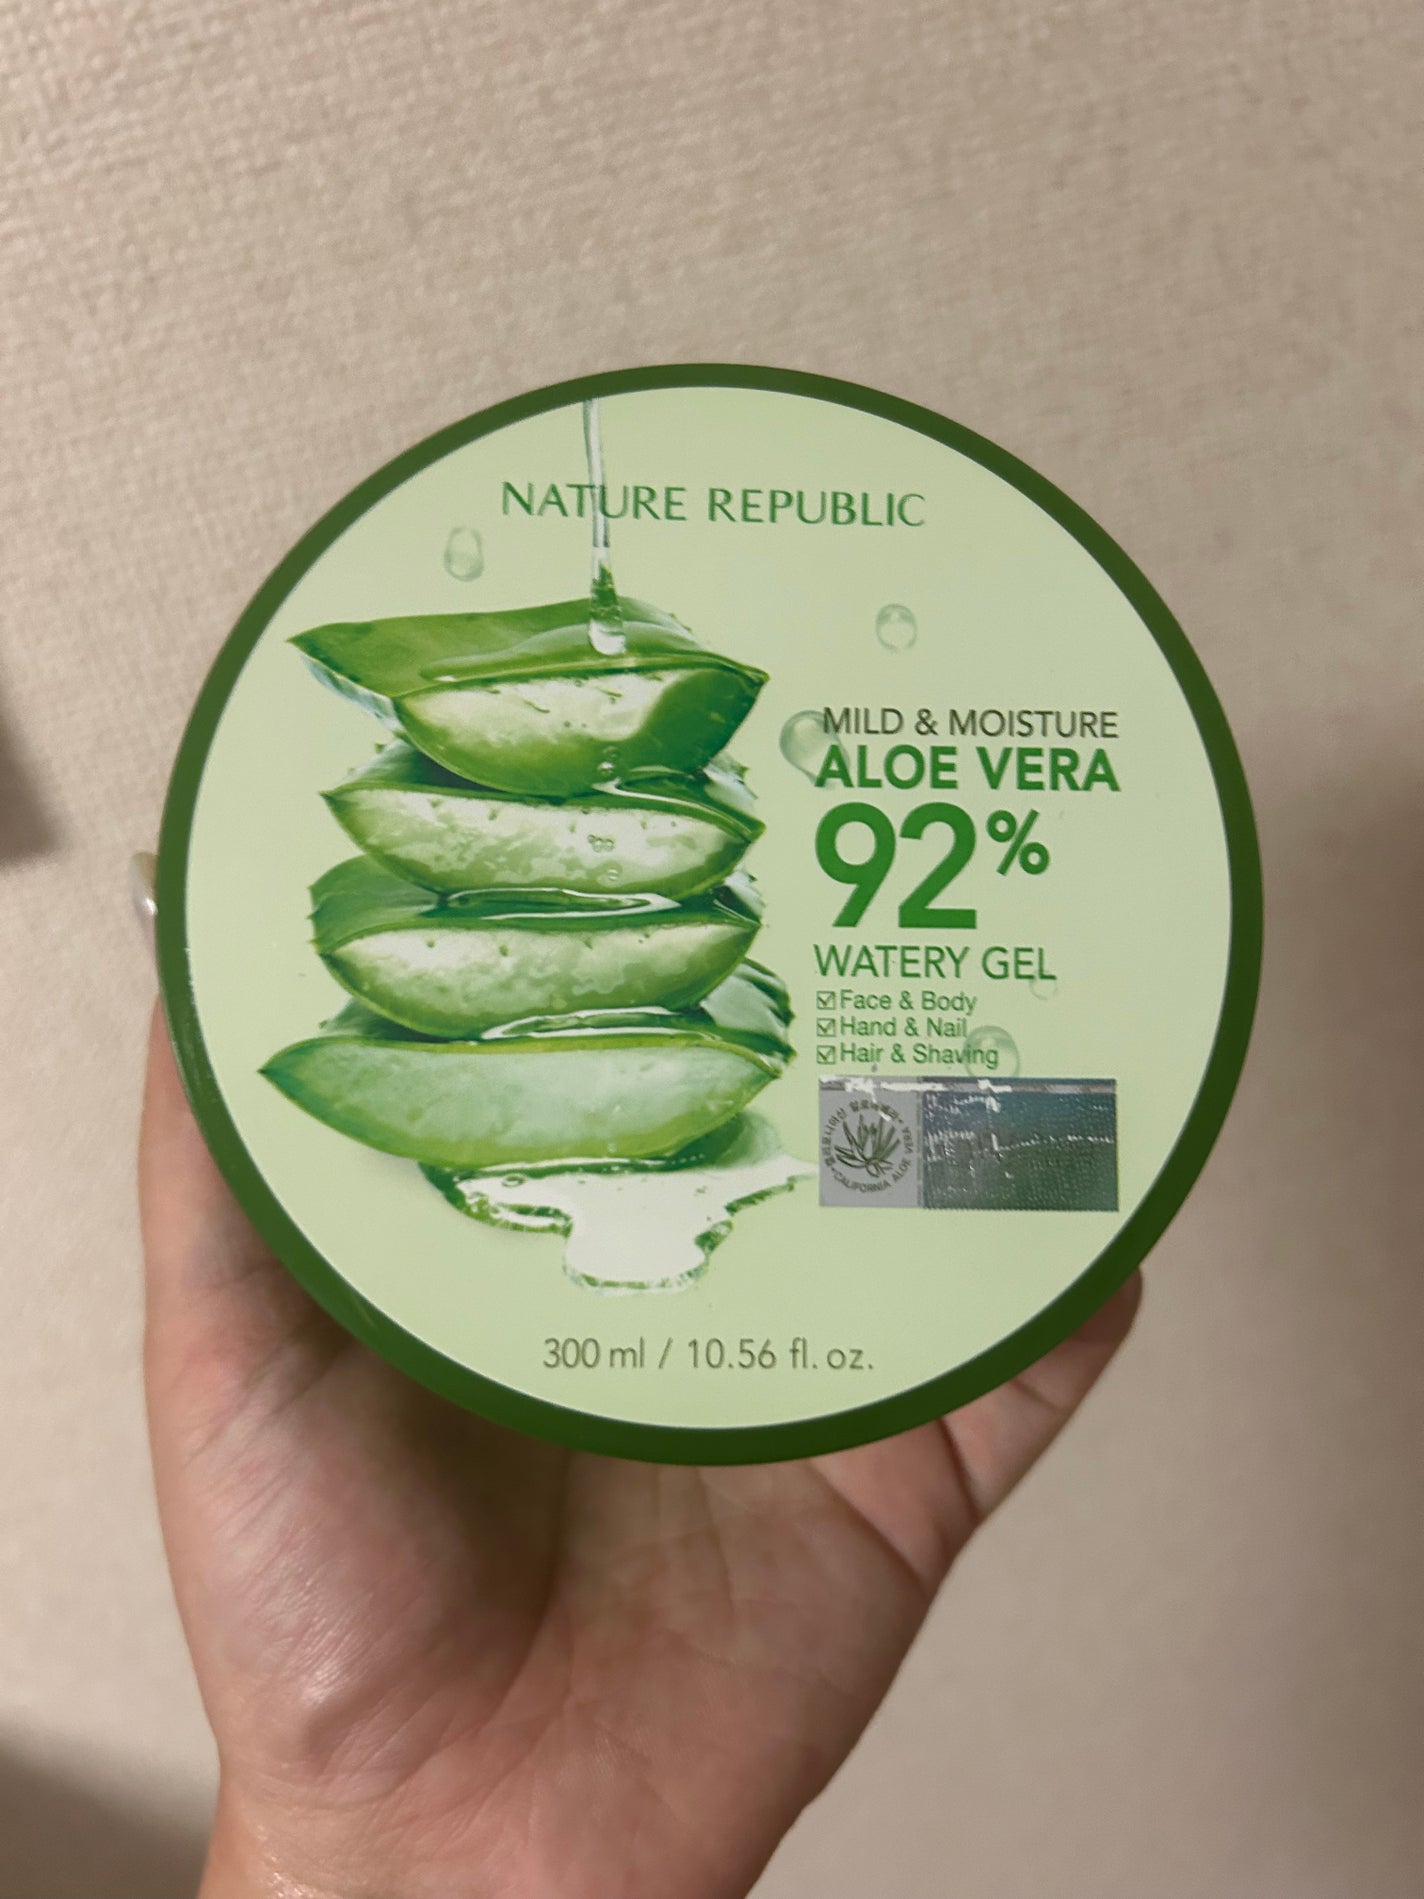 NATURE REPUBLIC
MILD & MOISTURE
ALOE VERA
92%
WATERY GEL
☑Face & Body
☑Hand & Nail
☑Hair & Shaving
CALIFORNIA ALOE VERA
300 ml / 10.56 fl. oz.